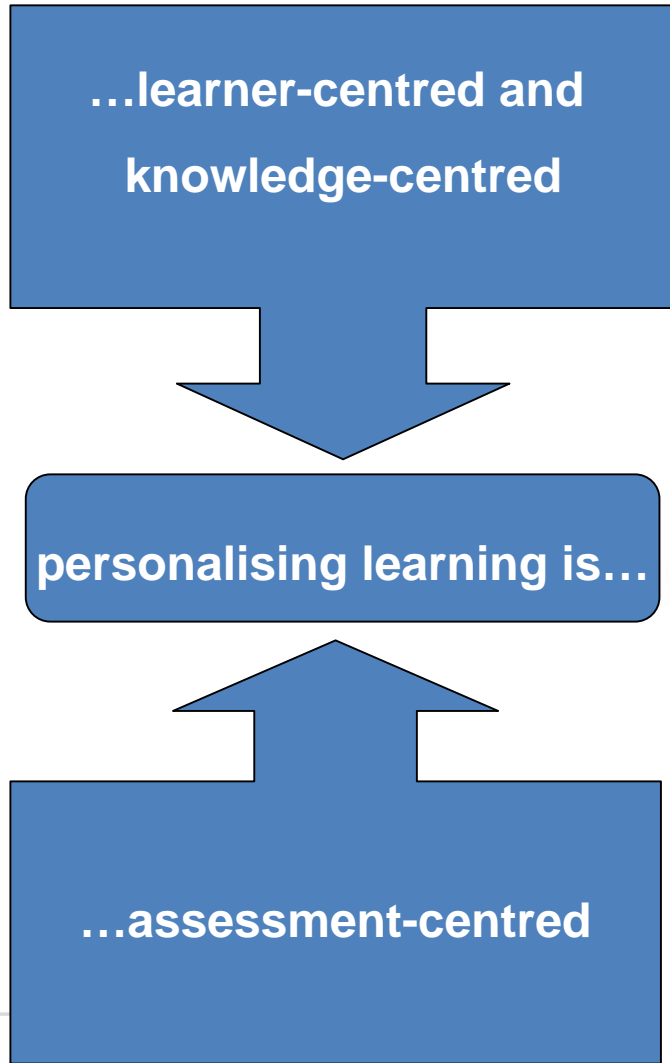 …learner-centred and
knowledge-centred
personalising learning is…
…assessment-centred